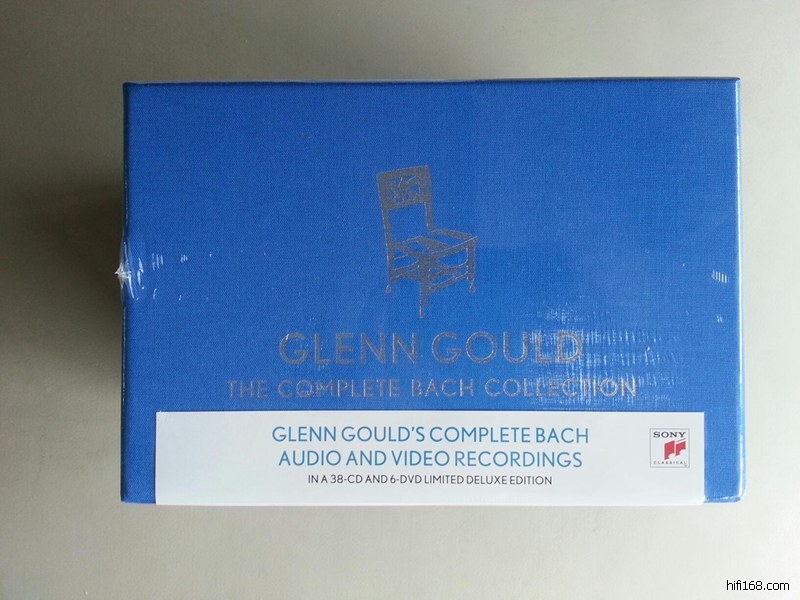 GLENN GOULD
THE COMPLETE BACH COLLECTION
GLENN GOULD'S COMPLETE BACH
AUDIO AND VIDEO RECORDINGS
IN A 38-CD AND 6-DVD LIMITED DELUXE EDITION
SONY
CLASSICAL
hifi168.com